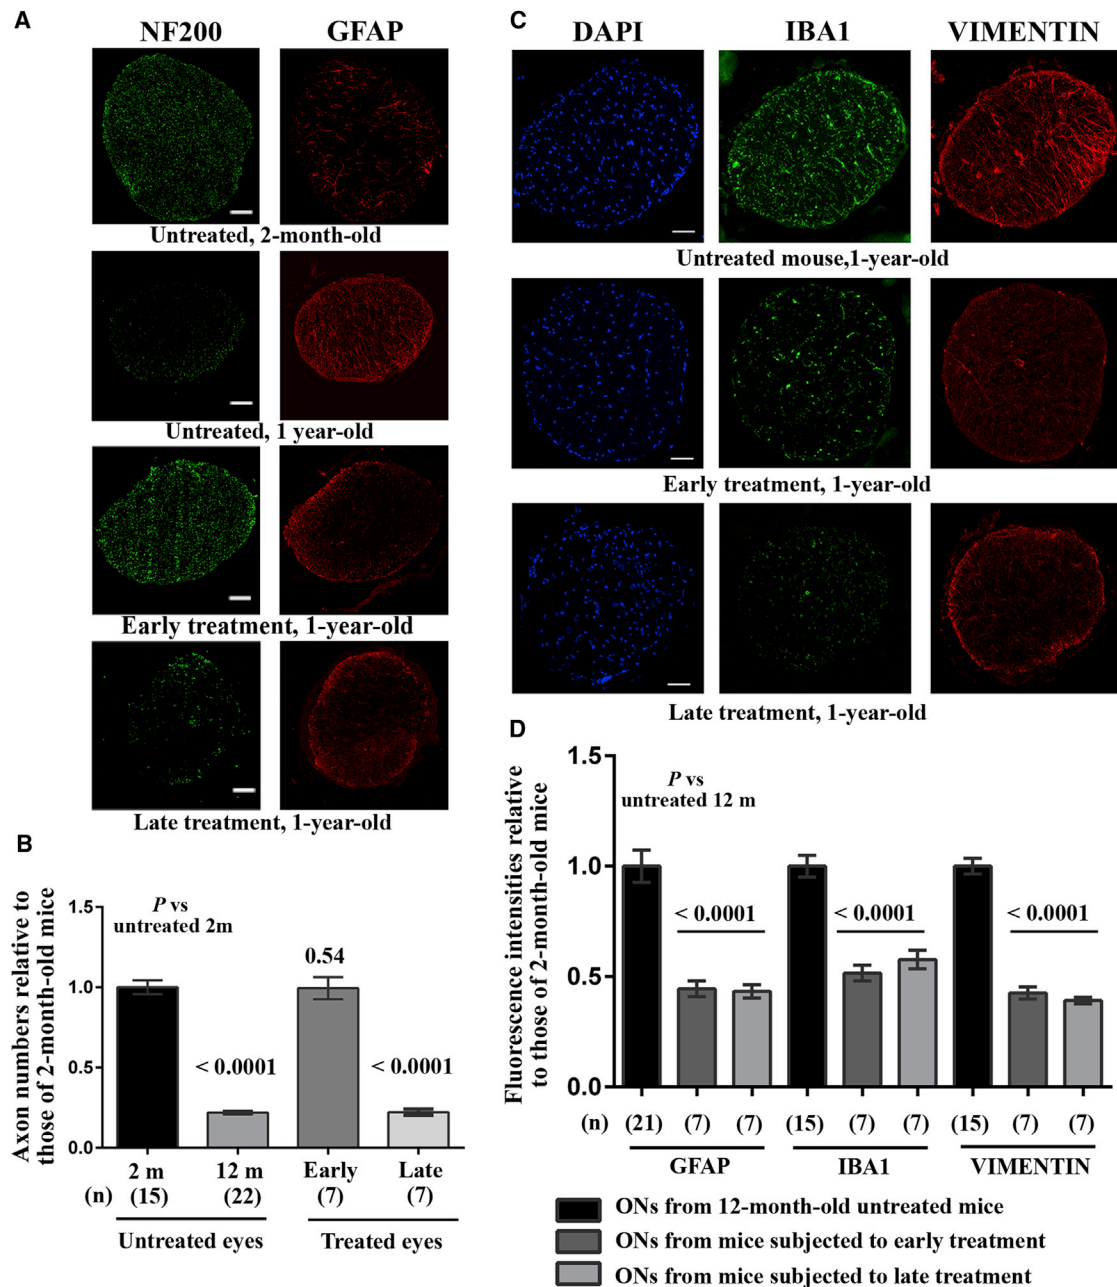 A
NF200 GFAP
Untreated, 2-month-old
Untreated, 1 year-old
Early treatment, 1-year-old
Late treatment, 1-year-old
B
Axon numbers relative to
those of 2-month-old mice
1.5
1.0
0.5
0.0
P vs
untreated 2m
< 0.0001
0.54
< 0.0001
2 m 12 m Early Late
(n) (15) (22) (7) (7)
Untreated eyes Treated eyes
C
DAPI IBA1 VIMENTIN
Untreated mouse,1-year-old
Early treatment, 1-year-old
Late treatment, 1-year-old
D
Fluorescence intensities relative
to those of 2-month-old mice
1.5
1.0
0.5
0.0
P vs
untreated 12 m
< 0.0001 < 0.0001 < 0.0001
(n) (21) (7) (7) (15) (7) (7) (15) (7) (7)
GFAP IBA1 VIMENTIN
ONs from 12-month-old untreated mice
ONs from mice subjected to early treatment
ONs from mice subjected to late treatment